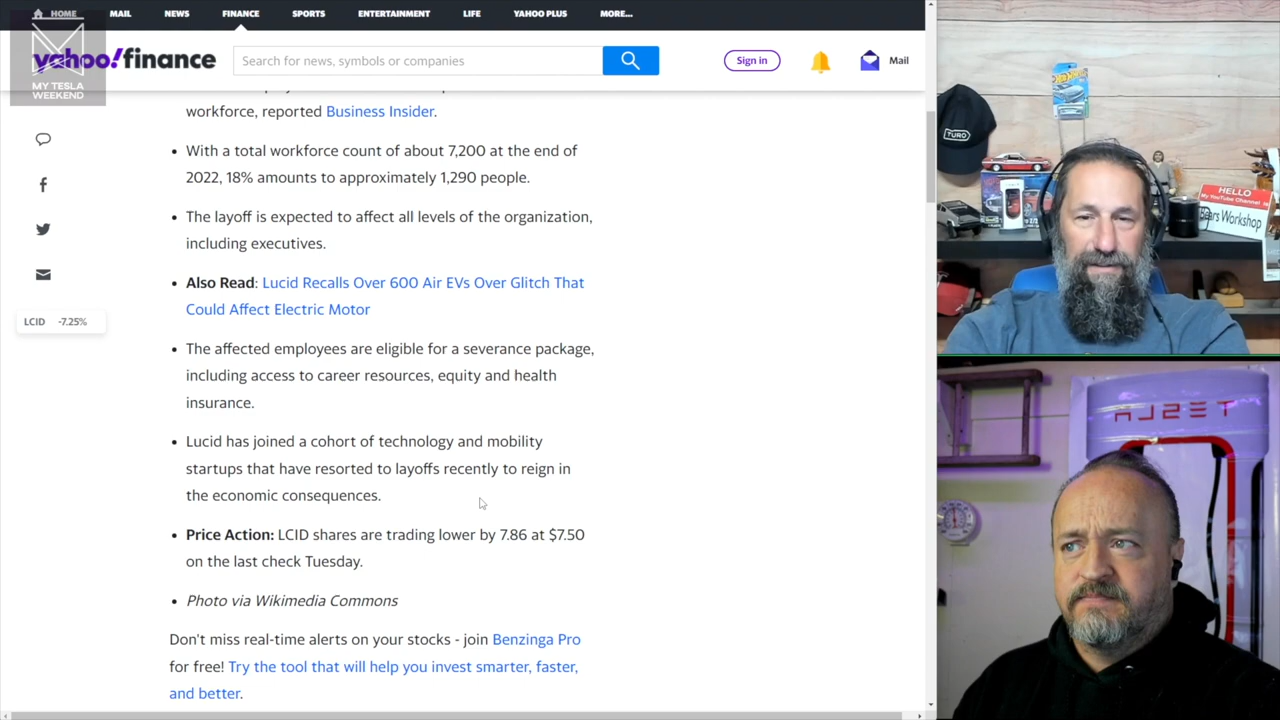 HOME MAIL NEWS FINANCE SPORTS ENTERTAINMENT LIFE YAHOO PLUS MORE...
yahoo!finance
Search for news, symbols or companies
Sign in
Mail
MY TESLA
WEEKEND
workforce, reported Business Insider.
• With a total workforce count of about 7,200 at the end of
2022, 18% amounts to approximately 1,290 people.
• The layoff is expected to affect all levels of the organization,
including executives.
• Also Read: Lucid Recalls Over 600 Air EVs Over Glitch That
Could Affect Electric Motor
LCID -7.25%
• The affected employees are eligible for a severance package,
including access to career resources, equity and health
insurance.
• Lucid has joined a cohort of technology and mobility
startups that have resorted to layoffs recently to reign in
the economic consequences.
• Price Action: LCID shares are trading lower by 7.86 at $7.50
on the last check Tuesday.
• Photo via Wikimedia Commons
Don't miss real-time alerts on your stocks - join Benzinga Pro
for free! Try the tool that will help you invest smarter, faster,
and better.
TURO
HELLO
My YouTube Channel is
Bears Workshop
TESLA